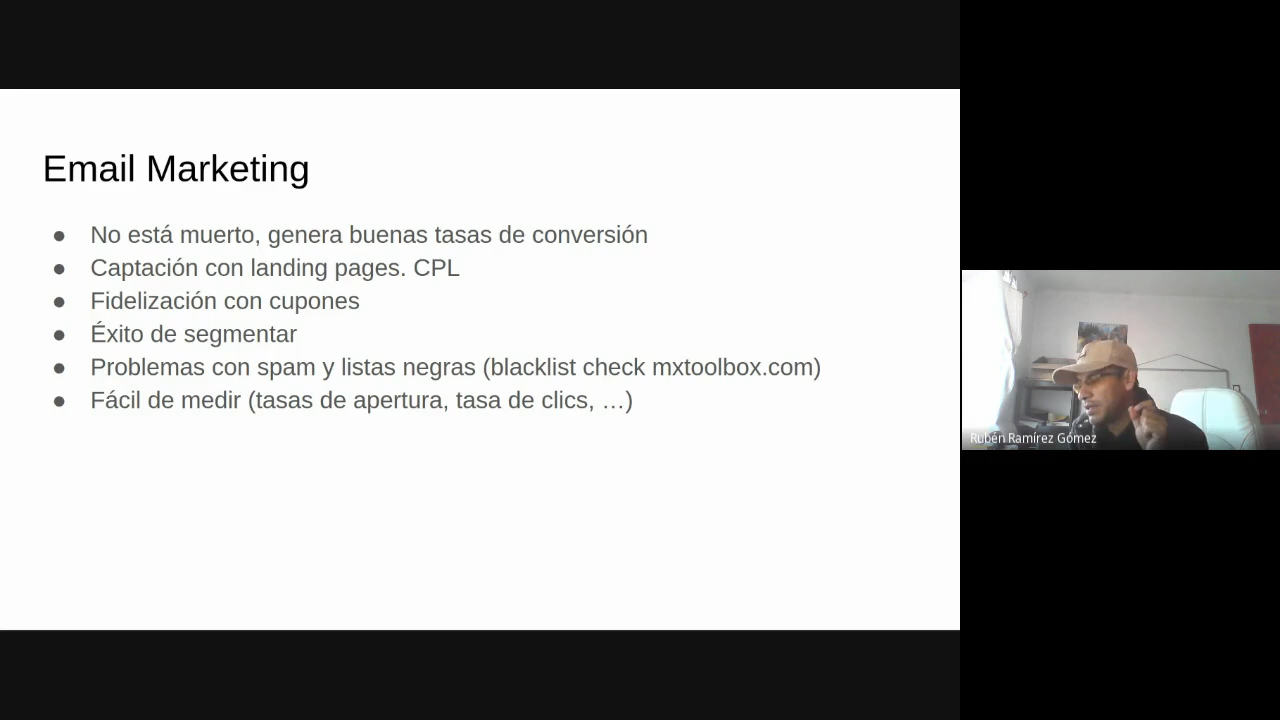 Email Marketing
● No está muerto, genera buenas tasas de conversión
● Captación con landing pages. CPL
● Fidelización con cupones
● Éxito de segmentar
● Problemas con spam y listas negras (blacklist check mxtoolbox.com)
● Fácil de medir (tasas de apertura, tasa de clics, …)
Rubén Ramírez Gómez